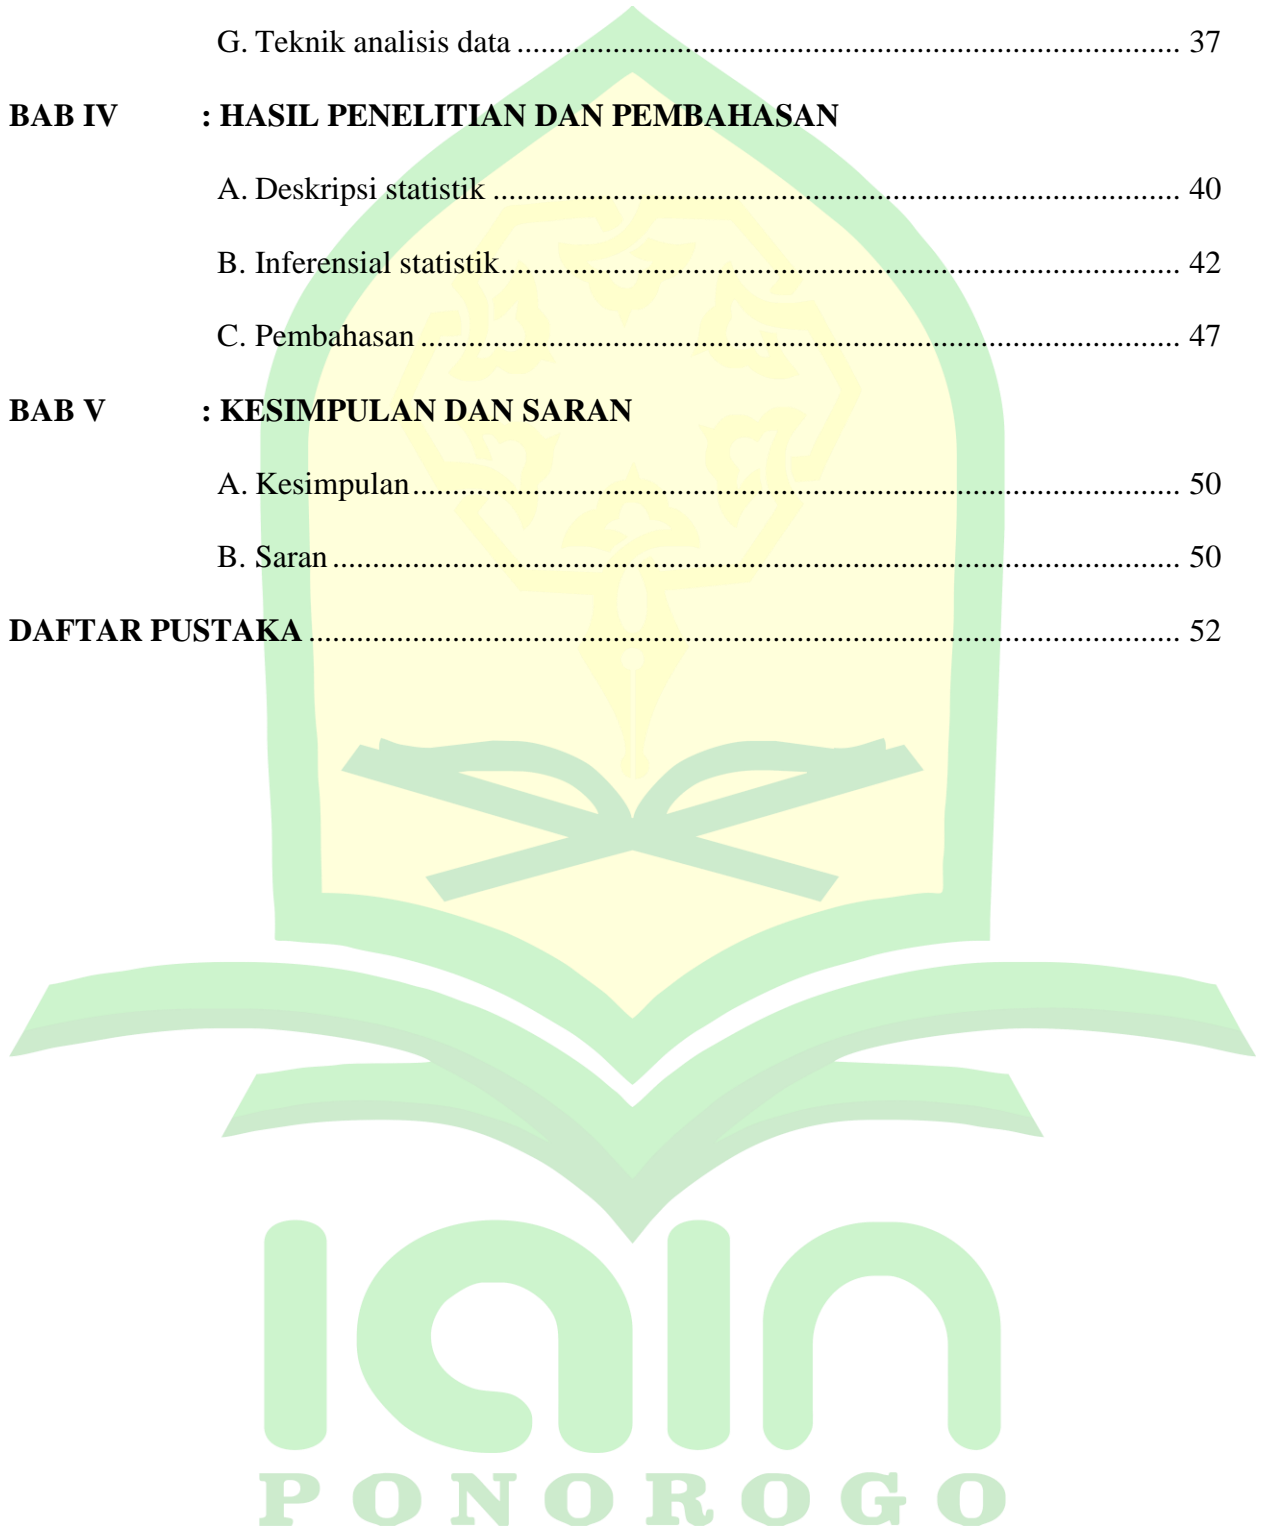 G. Teknik analisis data ................................................................................... 37
BAB IV : HASIL PENELITIAN DAN PEMBAHASAN
A. Deskripsi statistik ...................................................................................... 40
B. Inferensial statistik..................................................................................... 42
C. Pembahasan ............................................................................................... 47
BAB V : KESIMPULAN DAN SARAN
A. Kesimpulan................................................................................................ 50
B. Saran .......................................................................................................... 50
DAFTAR PUSTAKA ............................................................................................................. 52
iain
PONOROGO